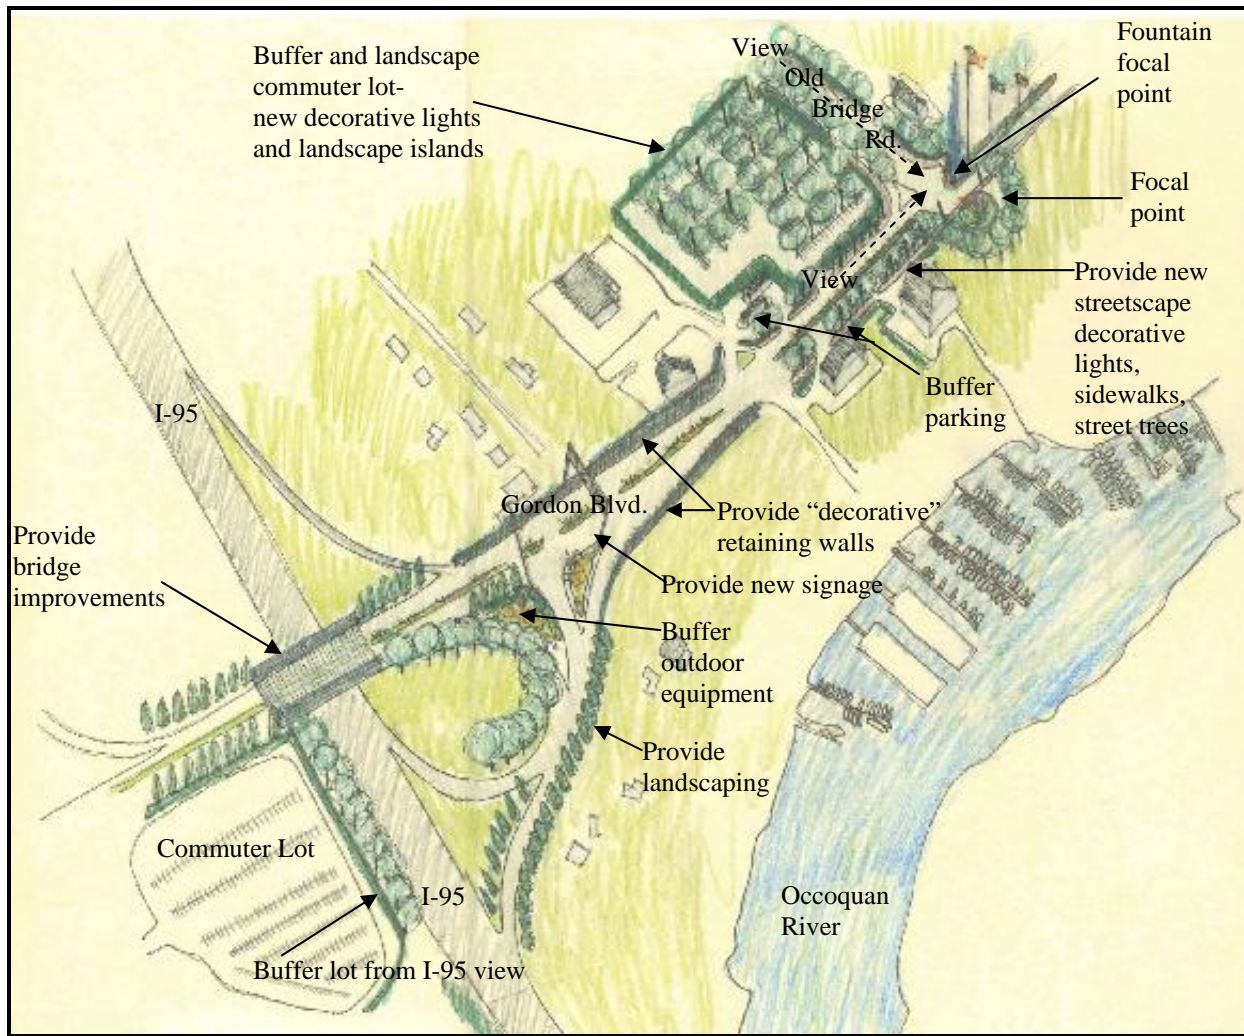 Buffer and landscape
commuter lot-
new decorative lights
and landscape islands
View
Old
Bridge
Rd.
Fountain
focal
point
Focal
point
View
Provide new
streetscape
decorative
lights,
sidewalks,
street trees
Buffer
parking
I-95
Gordon Blvd.
Provide “decorative”
retaining walls
Provide new signage
Provide
bridge
improvements
Buffer
outdoor
equipment
Provide
landscaping
Commuter Lot
I-95
Buffer lot from I-95 view
Occoquan
River